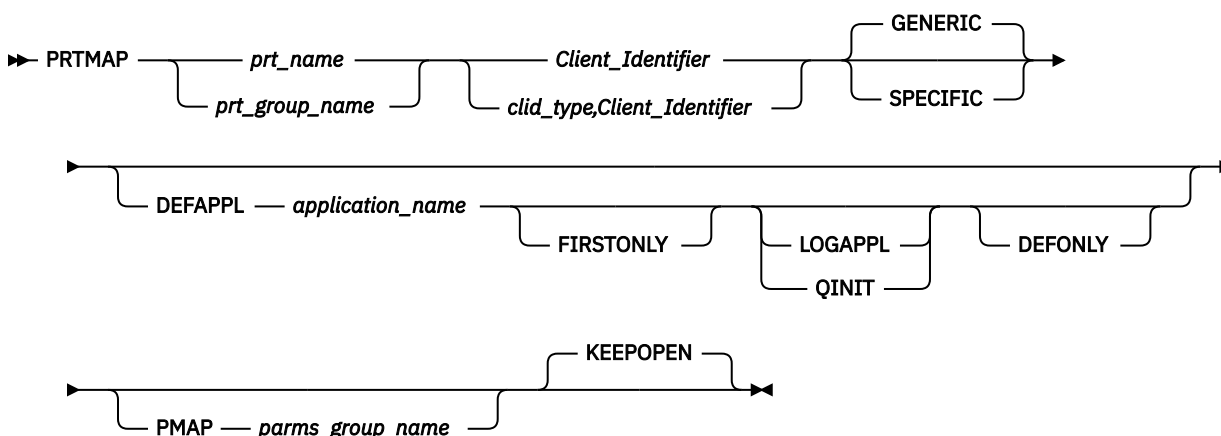 GENERIC
PRTMAP prt_name Client_Identifier
prt_group_name clid_type,Client_Identifier SPECIFIC
DEFAPPL application_name
FIRSTONLY LOGAPPL DEFONLY
QINIT
KEEPOPEN
PMAP parms_group_name